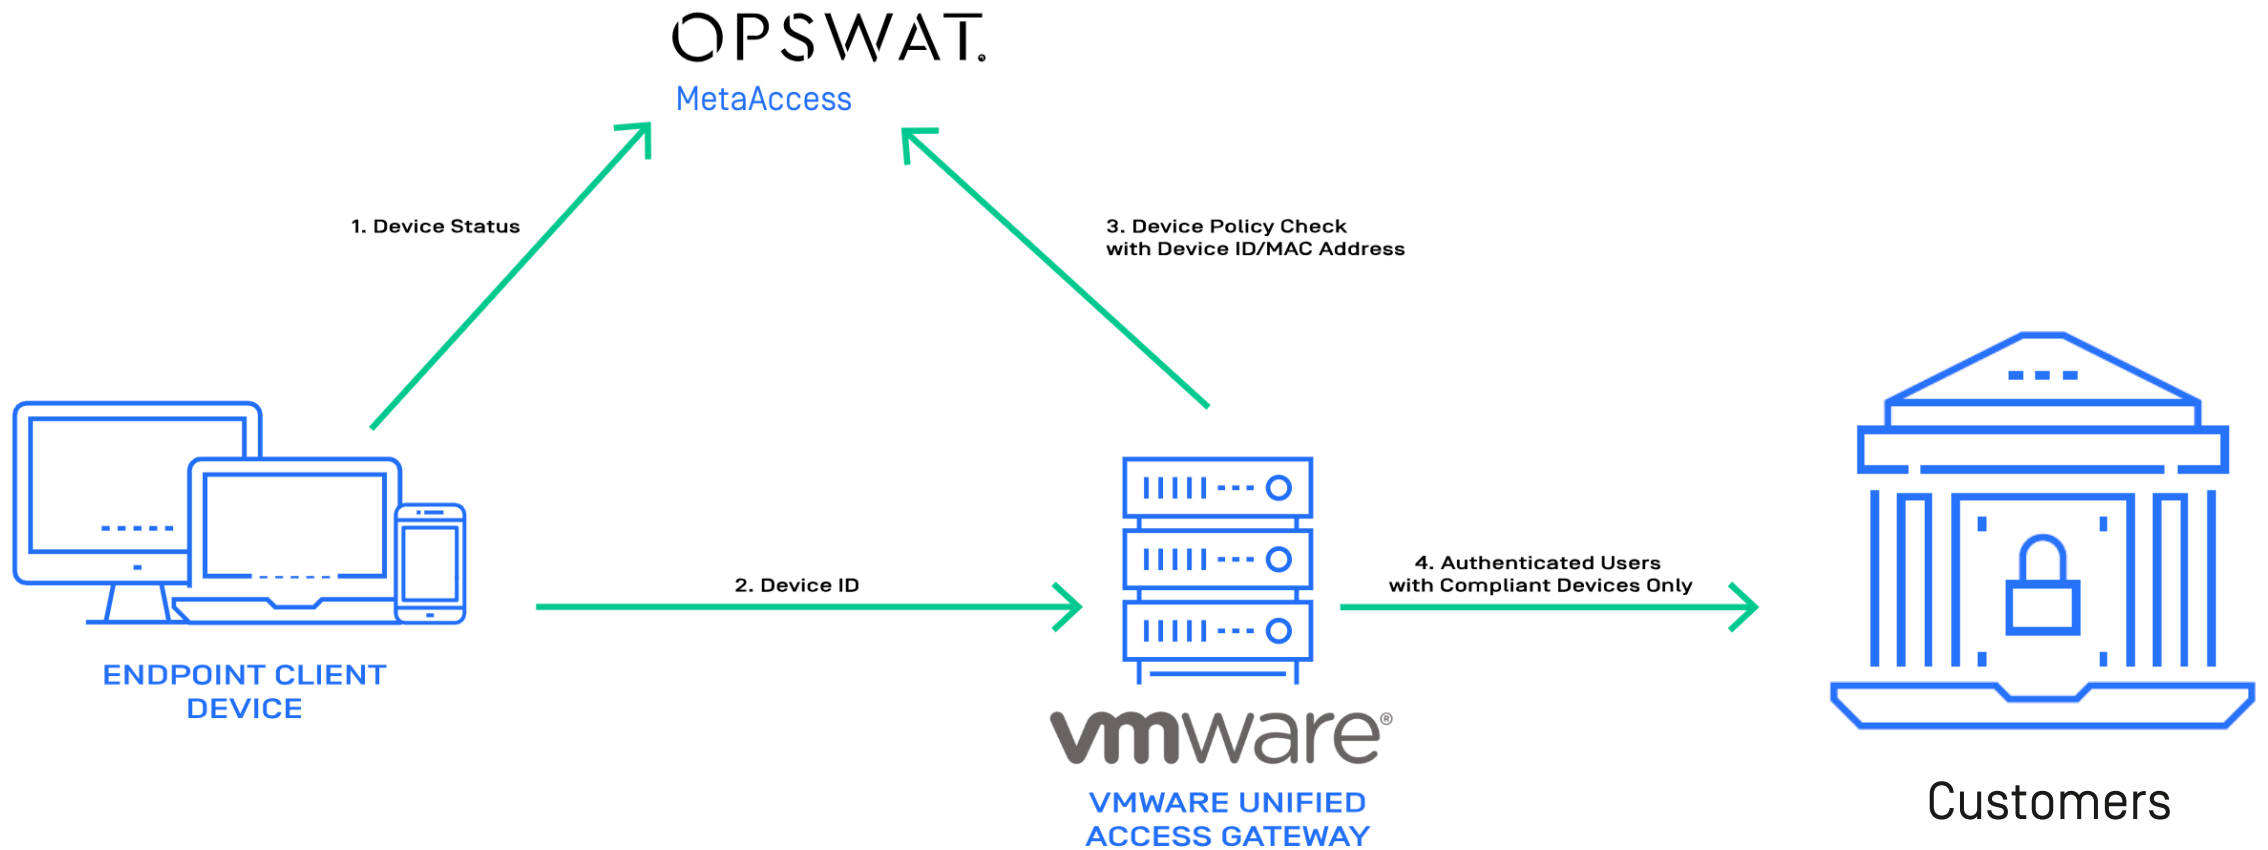 OPSWAT.
MetaAccess
1. Device Status
3. Device Policy Check
with Device ID/MAC Address
2. Device ID
4. Authenticated Users
with Compliant Devices Only
ENDPOINT CLIENT
DEVICE
vmware®
VMWARE UNIFIED
ACCESS GATEWAY
Customers